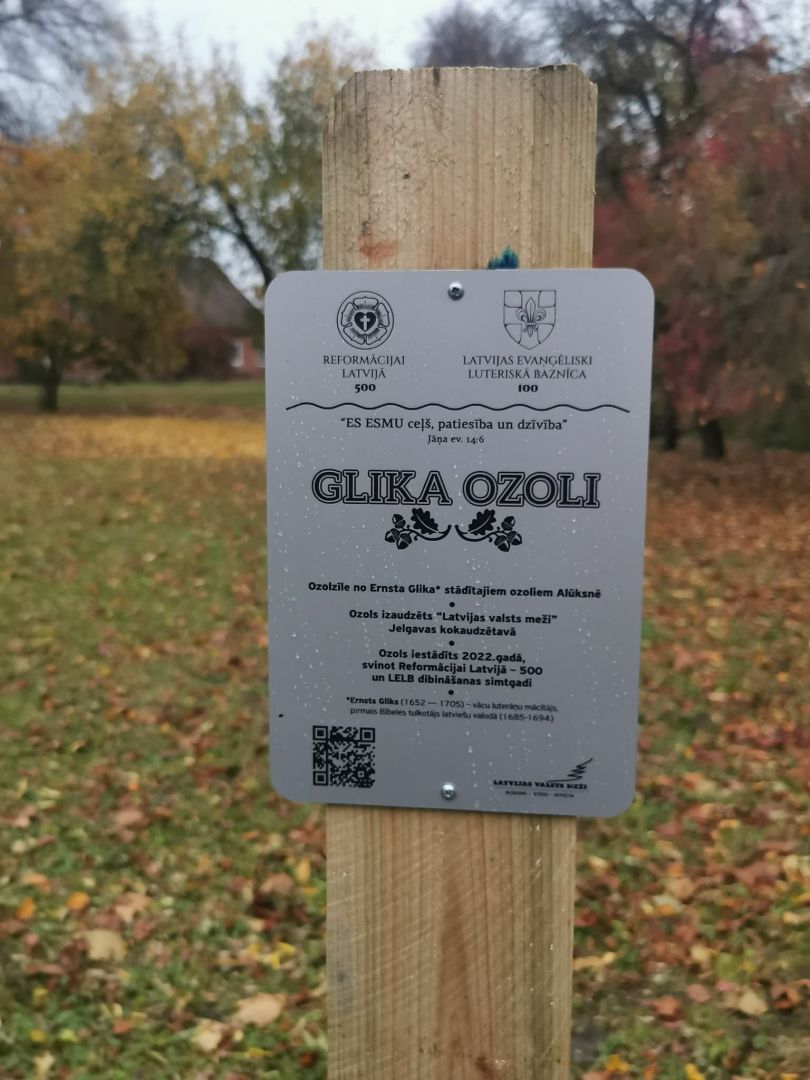 REFORMĀCIJAI
LATVIJĀ
500
LATVIJAS EVAŅĢĒLISKI
LUTERISKĀ BAZNĪCA
100
“ES ESMU ceļš, patiesība un dzīvība”
Jāņa ev. 14:6
GLIKA OZOLI
Ozolzīle no Ernsta Glika* stādītajiem ozoliem Alūksnē
Ozols izaudzēts “Latvijas valsts meži”
Jelgavas kokaudzētavā
Ozols iestādīts 2022.gadā,
svinot Reformācijai Latvijā – 500
un LELB dibināšanas simtgadi
*Ernsts Gliks (1652 — 1705) – vācu luterāņu mācītājs,
pirmais Bībeles tulkotājs latviešu valodā (1685-1694)
LATVIJAS VALSTS MEŽI